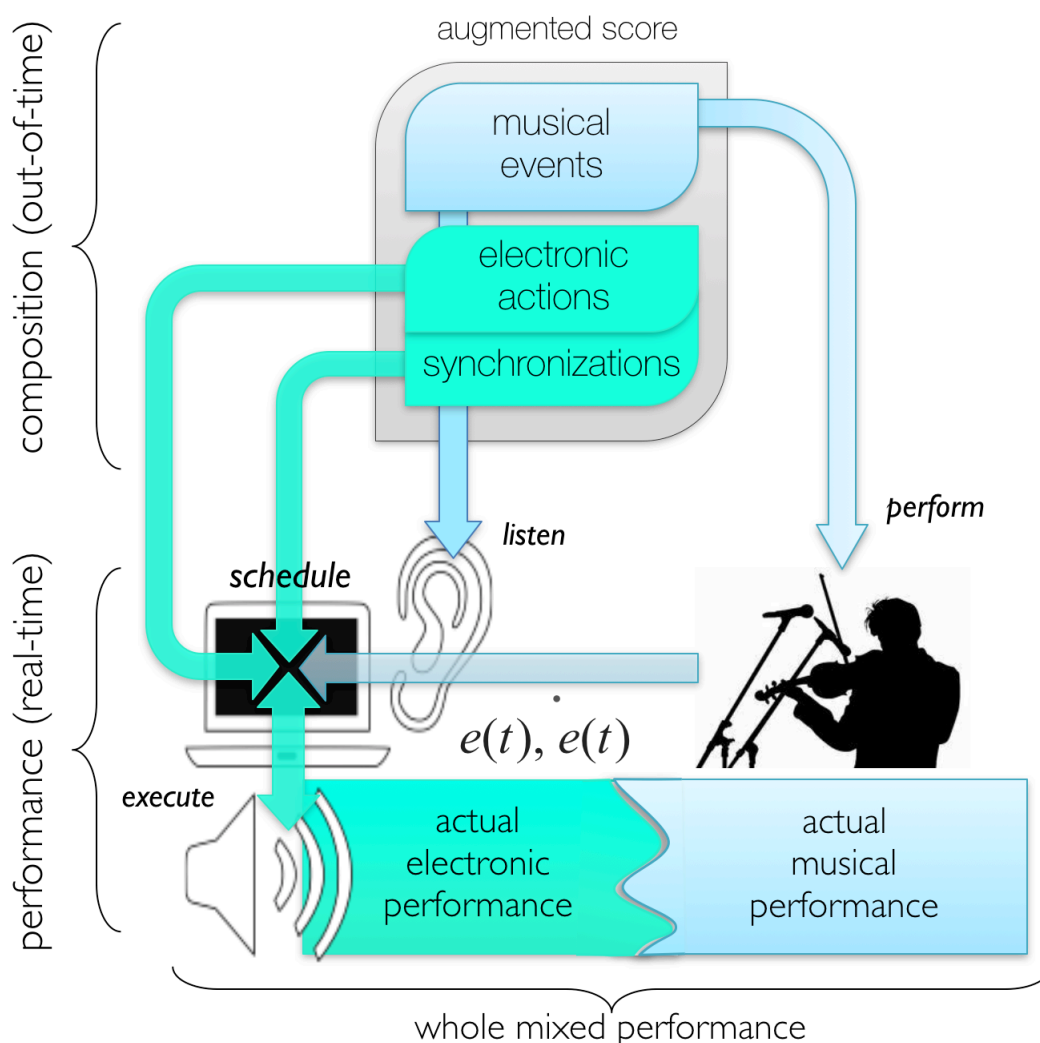 augmented score
musical
events
electronic
actions
synchronizations
composition (out-of-time)
listen
perform
schedule
performance (real-time)
e(t), ė(t)
execute
actual
electronic
performance
actual
musical
performance
whole mixed performance